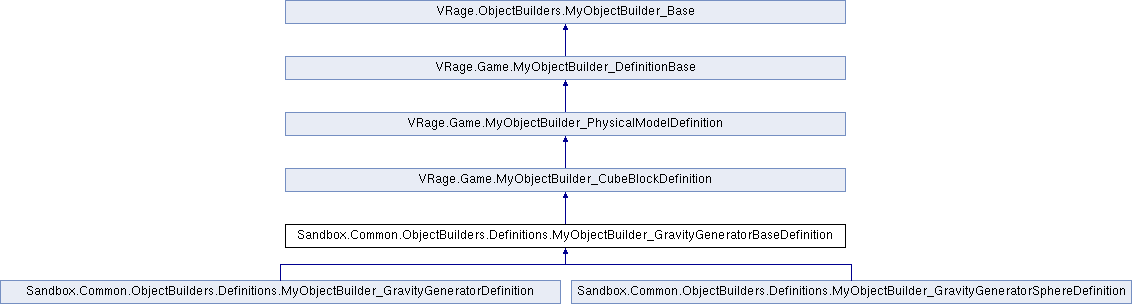 VRage.ObjectBuilders.MyObjectBuilder_Base
VRage.Game.MyObjectBuilder_DefinitionBase
VRage.Game.MyObjectBuilder_PhysicalModelDefinition
VRage.Game.MyObjectBuilder_CubeBlockDefinition
Sandbox.Common.ObjectBuilders.Definitions.MyObjectBuilder_GravityGeneratorBaseDefinition
Sandbox.Common.ObjectBuilders.Definitions.MyObjectBuilder_GravityGeneratorDefinition
Sandbox.Common.ObjectBuilders.Definitions.MyObjectBuilder_GravityGeneratorSphereDefinition